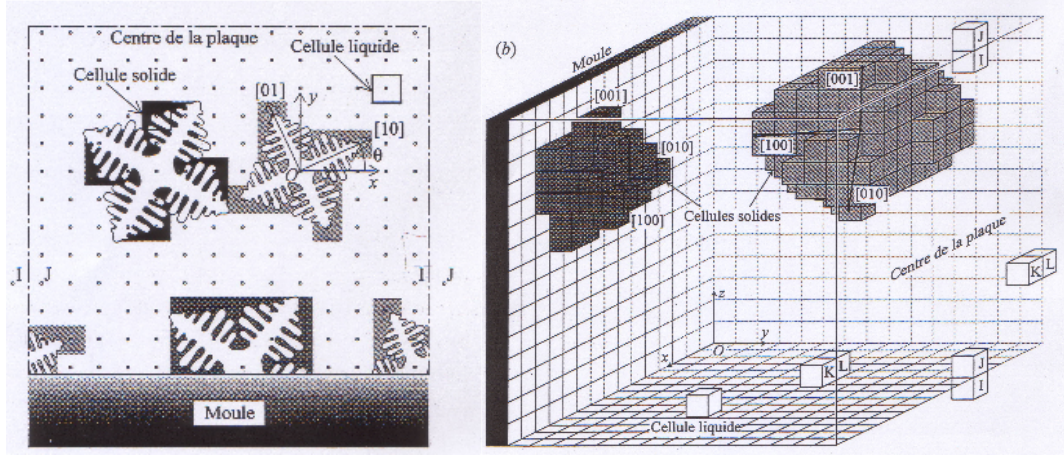 Centre de la plaque
Cellule liquide
Cellule solide
[01]
y
[10]
θ
O
x
I J
I J
Moule
(b)
Moule
[001]
[010]
[100]
Cellules solides
[001]
[100]
[010]
J
I
Centre de la plaque
K L
z
O
y
x
K L
J
I
Cellule liquide